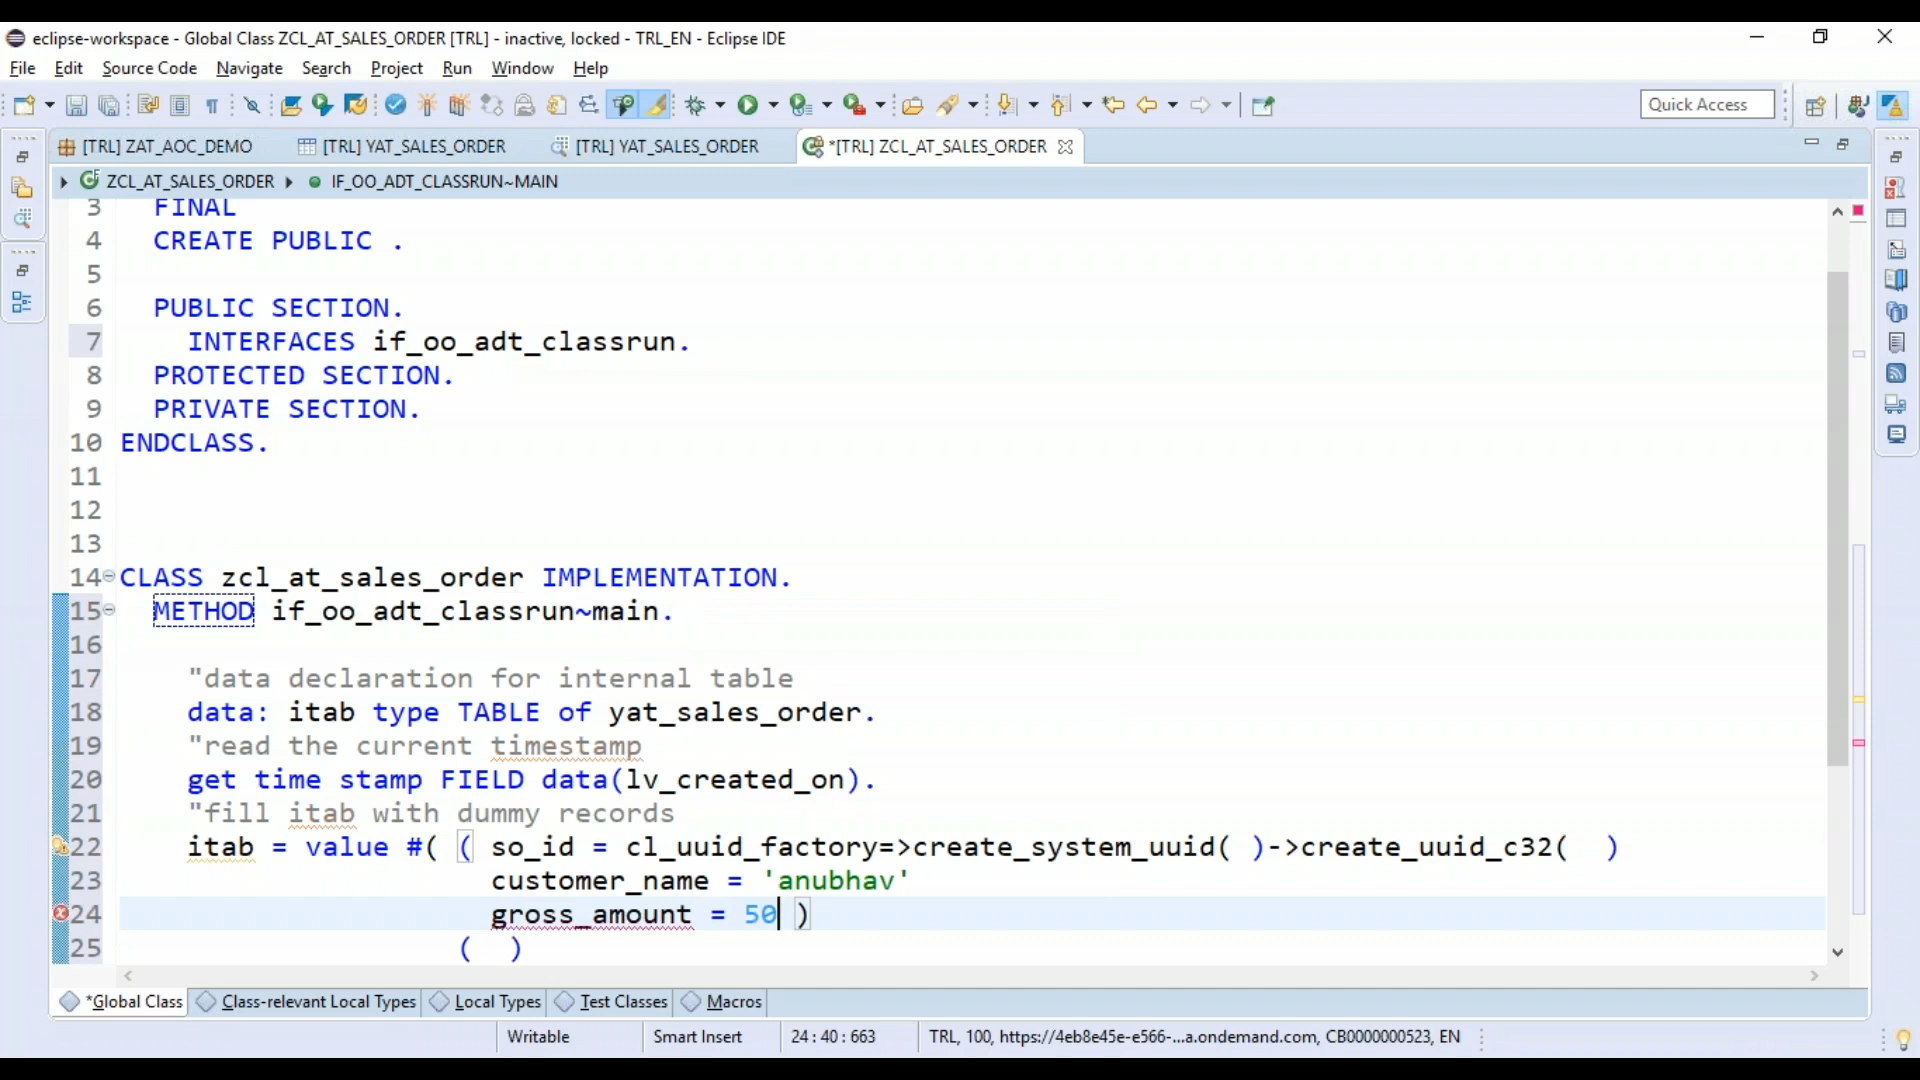 eclipse-workspace - Global Class ZCL_AT_SALES_ORDER [TRL] - inactive, locked - TRL_EN - Eclipse IDE
File Edit Source Code Navigate Search Project Run Window Help
Quick Access
[TRL] ZAT_AOC_DEMO [TRL] YAT_SALES_ORDER [TRL] YAT_SALES_ORDER *[TRL] ZCL_AT_SALES_ORDER
ZCL_AT_SALES_ORDER IF_OO_ADT_CLASSRUN~MAIN
3 FINAL
4 CREATE PUBLIC .
5
6 PUBLIC SECTION.
7 INTERFACES if_oo_adt_classrun.
8 PROTECTED SECTION.
9 PRIVATE SECTION.
10 ENDCLASS.
11
12
13
14 CLASS zcl_at_sales_order IMPLEMENTATION.
15 METHOD if_oo_adt_classrun~main.
16
17 "data declaration for internal table
18 data: itab type TABLE of yat_sales_order.
19 "read the current timestamp
20 get time stamp FIELD data(lv_created_on).
21 "fill itab with dummy records
22 itab = value #( ( so_id = cl_uuid_factory=>create_system_uuid( )->create_uuid_c32(  )
23 customer_name = 'anubhav'
24 gross_amount = 50 )
25 (  )
*Global Class Class-relevant Local Types Local Types Test Classes Macros
Writable Smart Insert 24 : 40 : 663 TRL, 100, https://4eb8e45e-e566-...a.ondemand.com, CB0000000523, EN